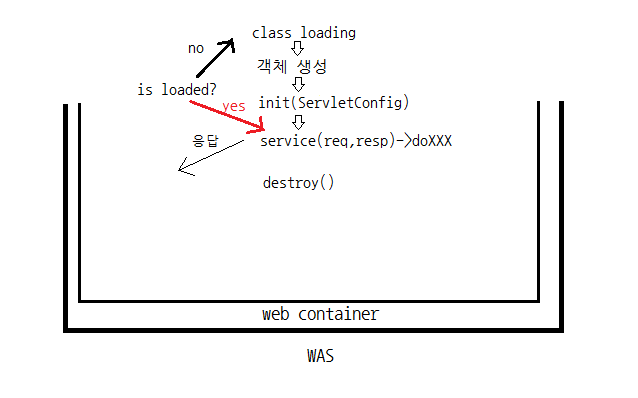 class loading
no
객체 생성
is loaded?
yes
init(ServletConfig)
응답
service(req,resp)->doXXX
destroy()
web container
WAS